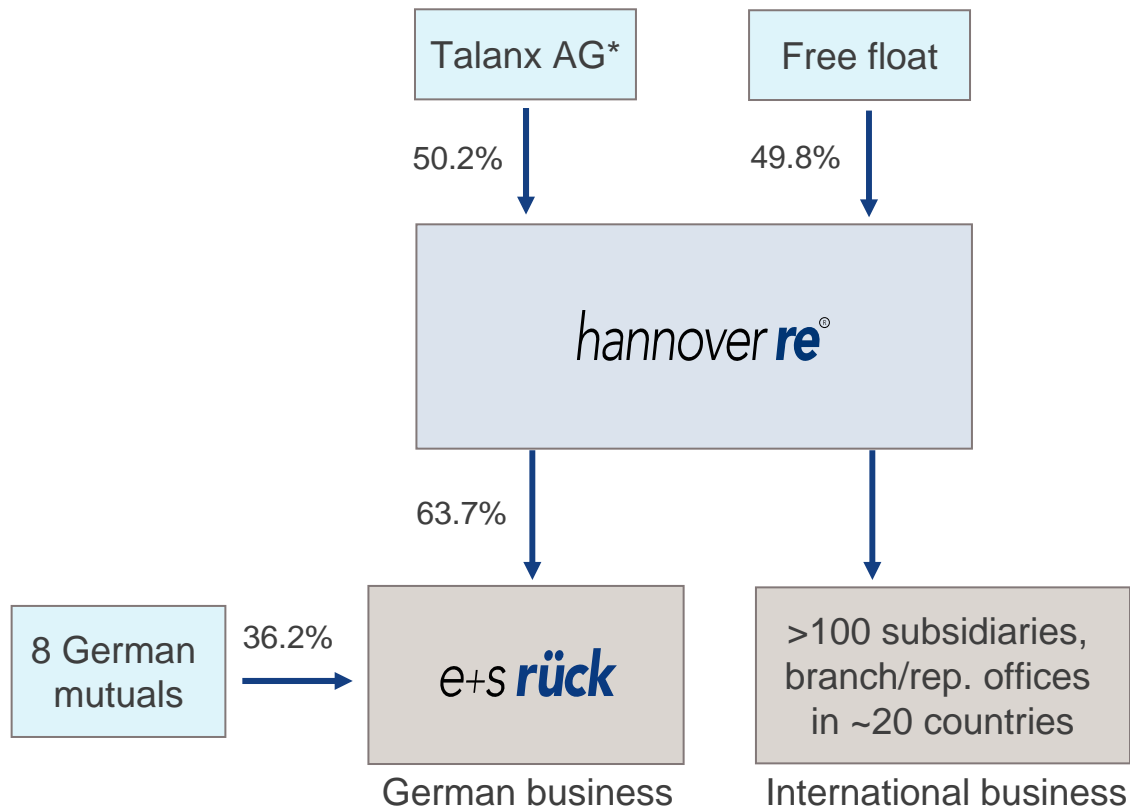 Talanx AG*
Free float
50.2%
49.8%
hannover re®
63.7%
36.2%
8 German
mutuals
e+s rück
>100 subsidiaries,
branch/rep. offices
in ~20 countries
German business
International business